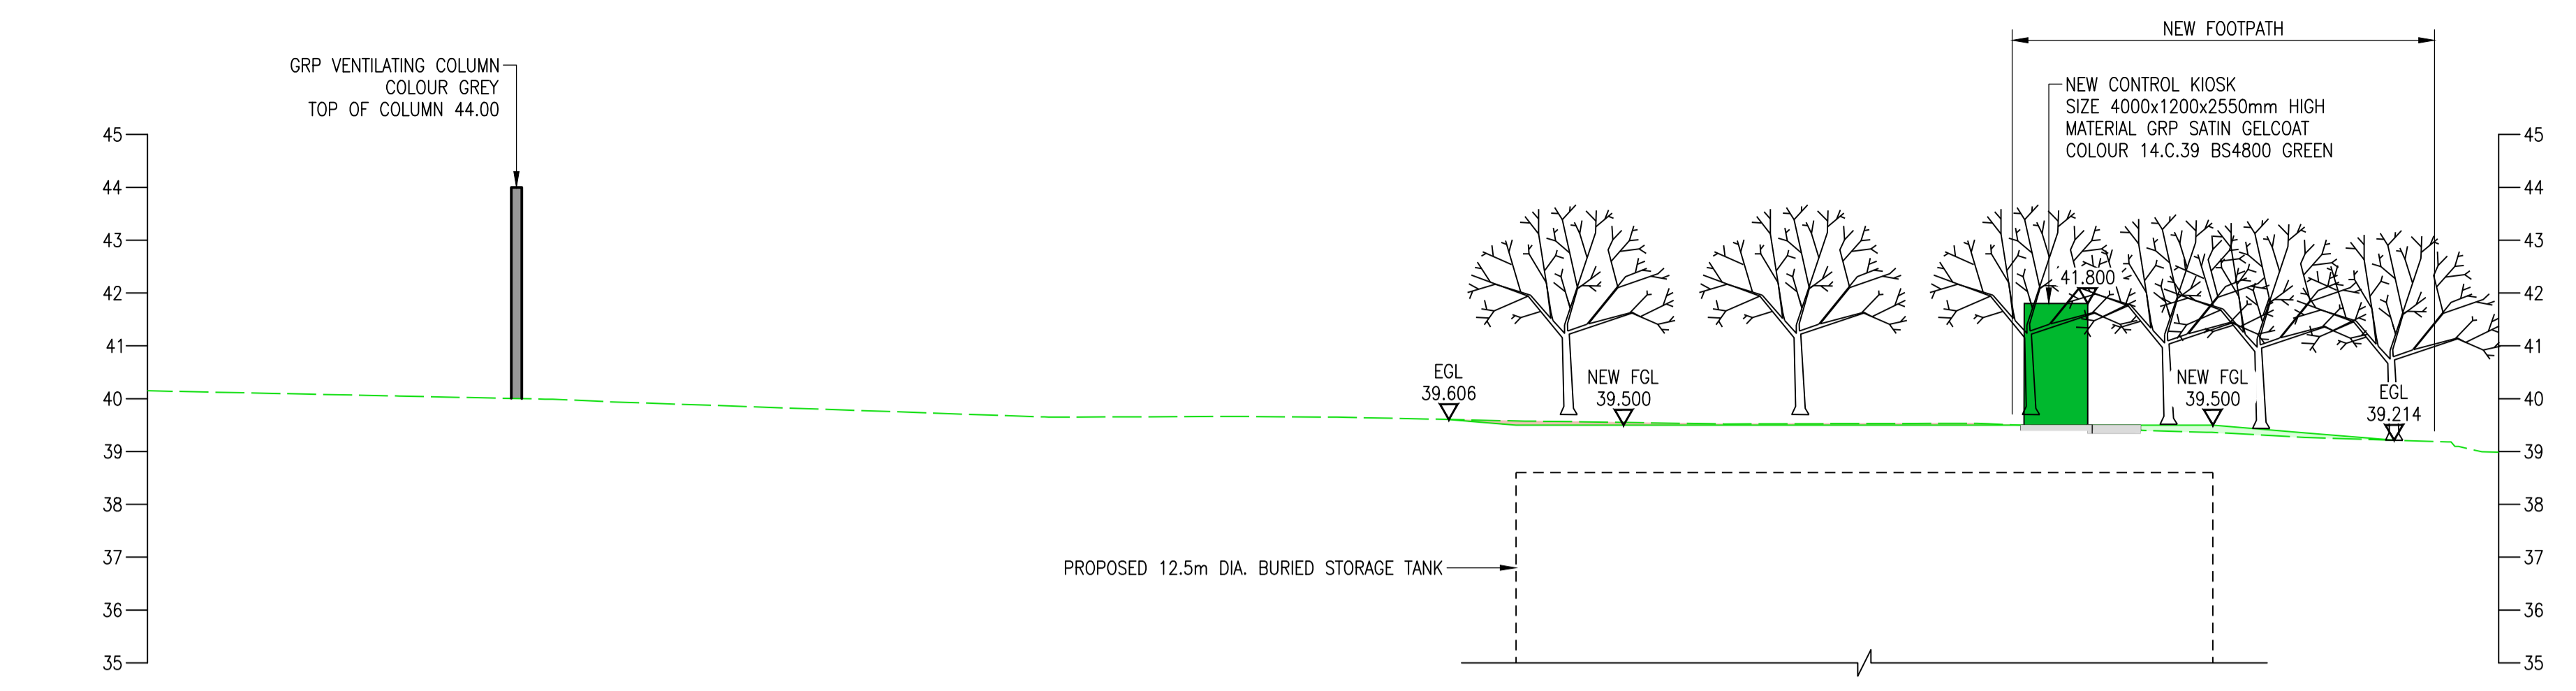 NEW FOOTPATH
GRP VENTILATING COLUMN
COLOUR GREY
TOP OF COLUMN 44.00
NEW CONTROL KIOSK
SIZE 4000x1200x2550mm HIGH
MATERIAL GRP SATIN GELCOAT
COLOUR 14.C.39 BS4800 GREEN
45
44
43
42
41
40
39
38
37
36
35
41.800
EGL
39.606
NEW FGL
39.500
NEW FGL
39.500
EGL
39.214
PROPOSED 12.5m DIA. BURIED STORAGE TANK
45
44
43
42
41
40
39
38
37
36
35